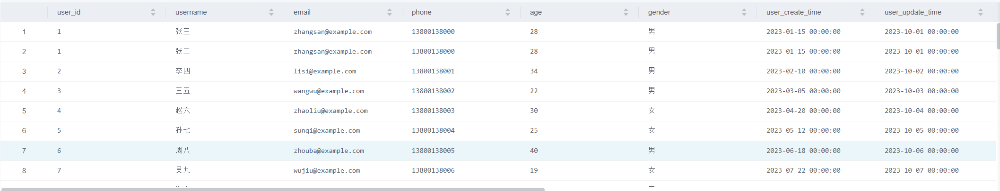 user_id username email phone age gender user_create_time user_update_time
1 1 张三 zhangsan@example.com 13800138000 28 男 2023-01-15 00:00:00 2023-10-01 00:00:00
2 1 张三 zhangsan@example.com 13800138000 28 男 2023-01-15 00:00:00 2023-10-01 00:00:00
3 2 李四 lisi@example.com 13800138001 34 男 2023-02-10 00:00:00 2023-10-02 00:00:00
4 3 王五 wangwu@example.com 13800138002 22 男 2023-03-05 00:00:00 2023-10-03 00:00:00
5 4 赵六 zhaoliu@example.com 13800138003 30 女 2023-04-20 00:00:00 2023-10-04 00:00:00
6 5 孙七 sunqi@example.com 13800138004 25 女 2023-05-12 00:00:00 2023-10-05 00:00:00
7 6 周八 zhouba@example.com 13800138005 40 男 2023-06-18 00:00:00 2023-10-06 00:00:00
8 7 吴九 wujiu@example.com 13800138006 19 女 2023-07-22 00:00:00 2023-10-07 00:00:00